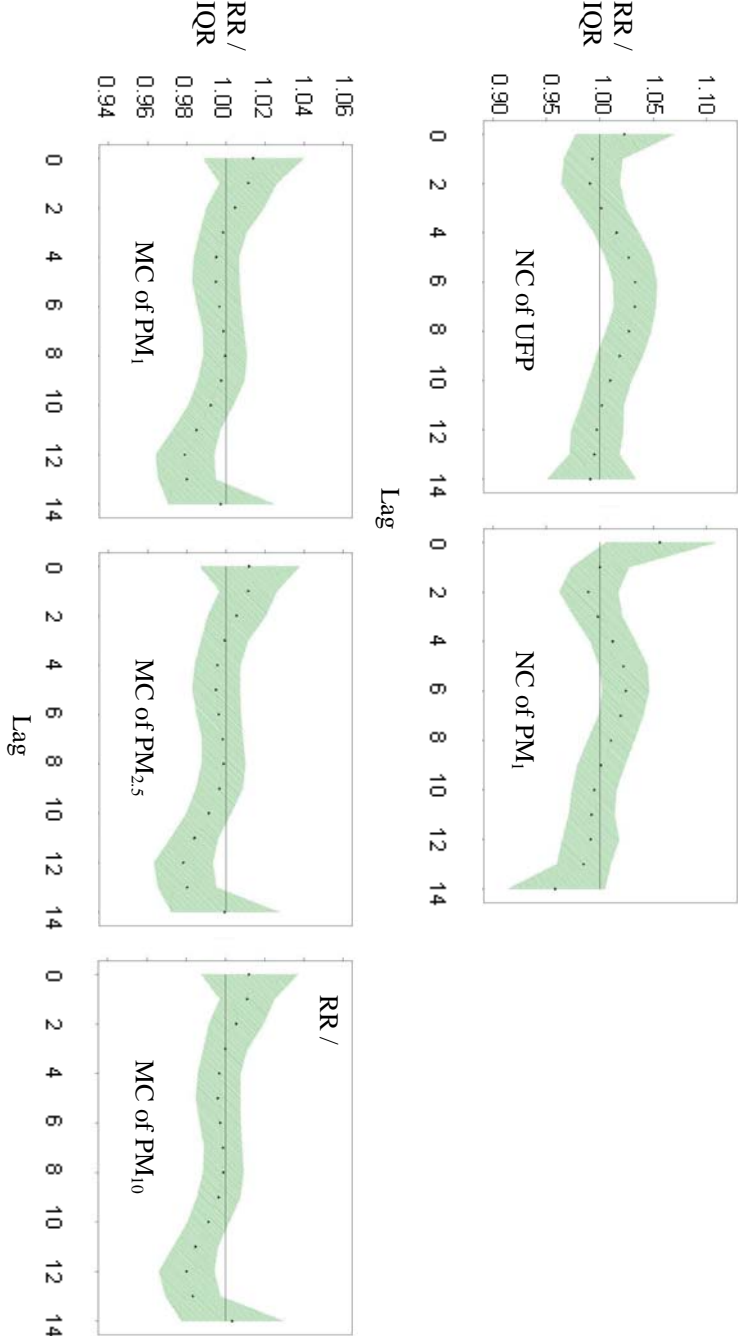 RR /
IQR
1.10
1.05
1.00
0.95
0.90
NC of UFP
0 2 4 6 8 10 12 14
NC of PM₁
0 2 4 6 8 10 12 14
Lag
RR /
IQR
1.06
1.04
1.02
1.00
0.98
0.96
0.94
MC of PM₁
0 2 4 6 8 10 12 14
MC of PM₂.₅
0 2 4 6 8 10 12 14
RR /
MC of PM₁₀
0 2 4 6 8 10 12 14
Lag